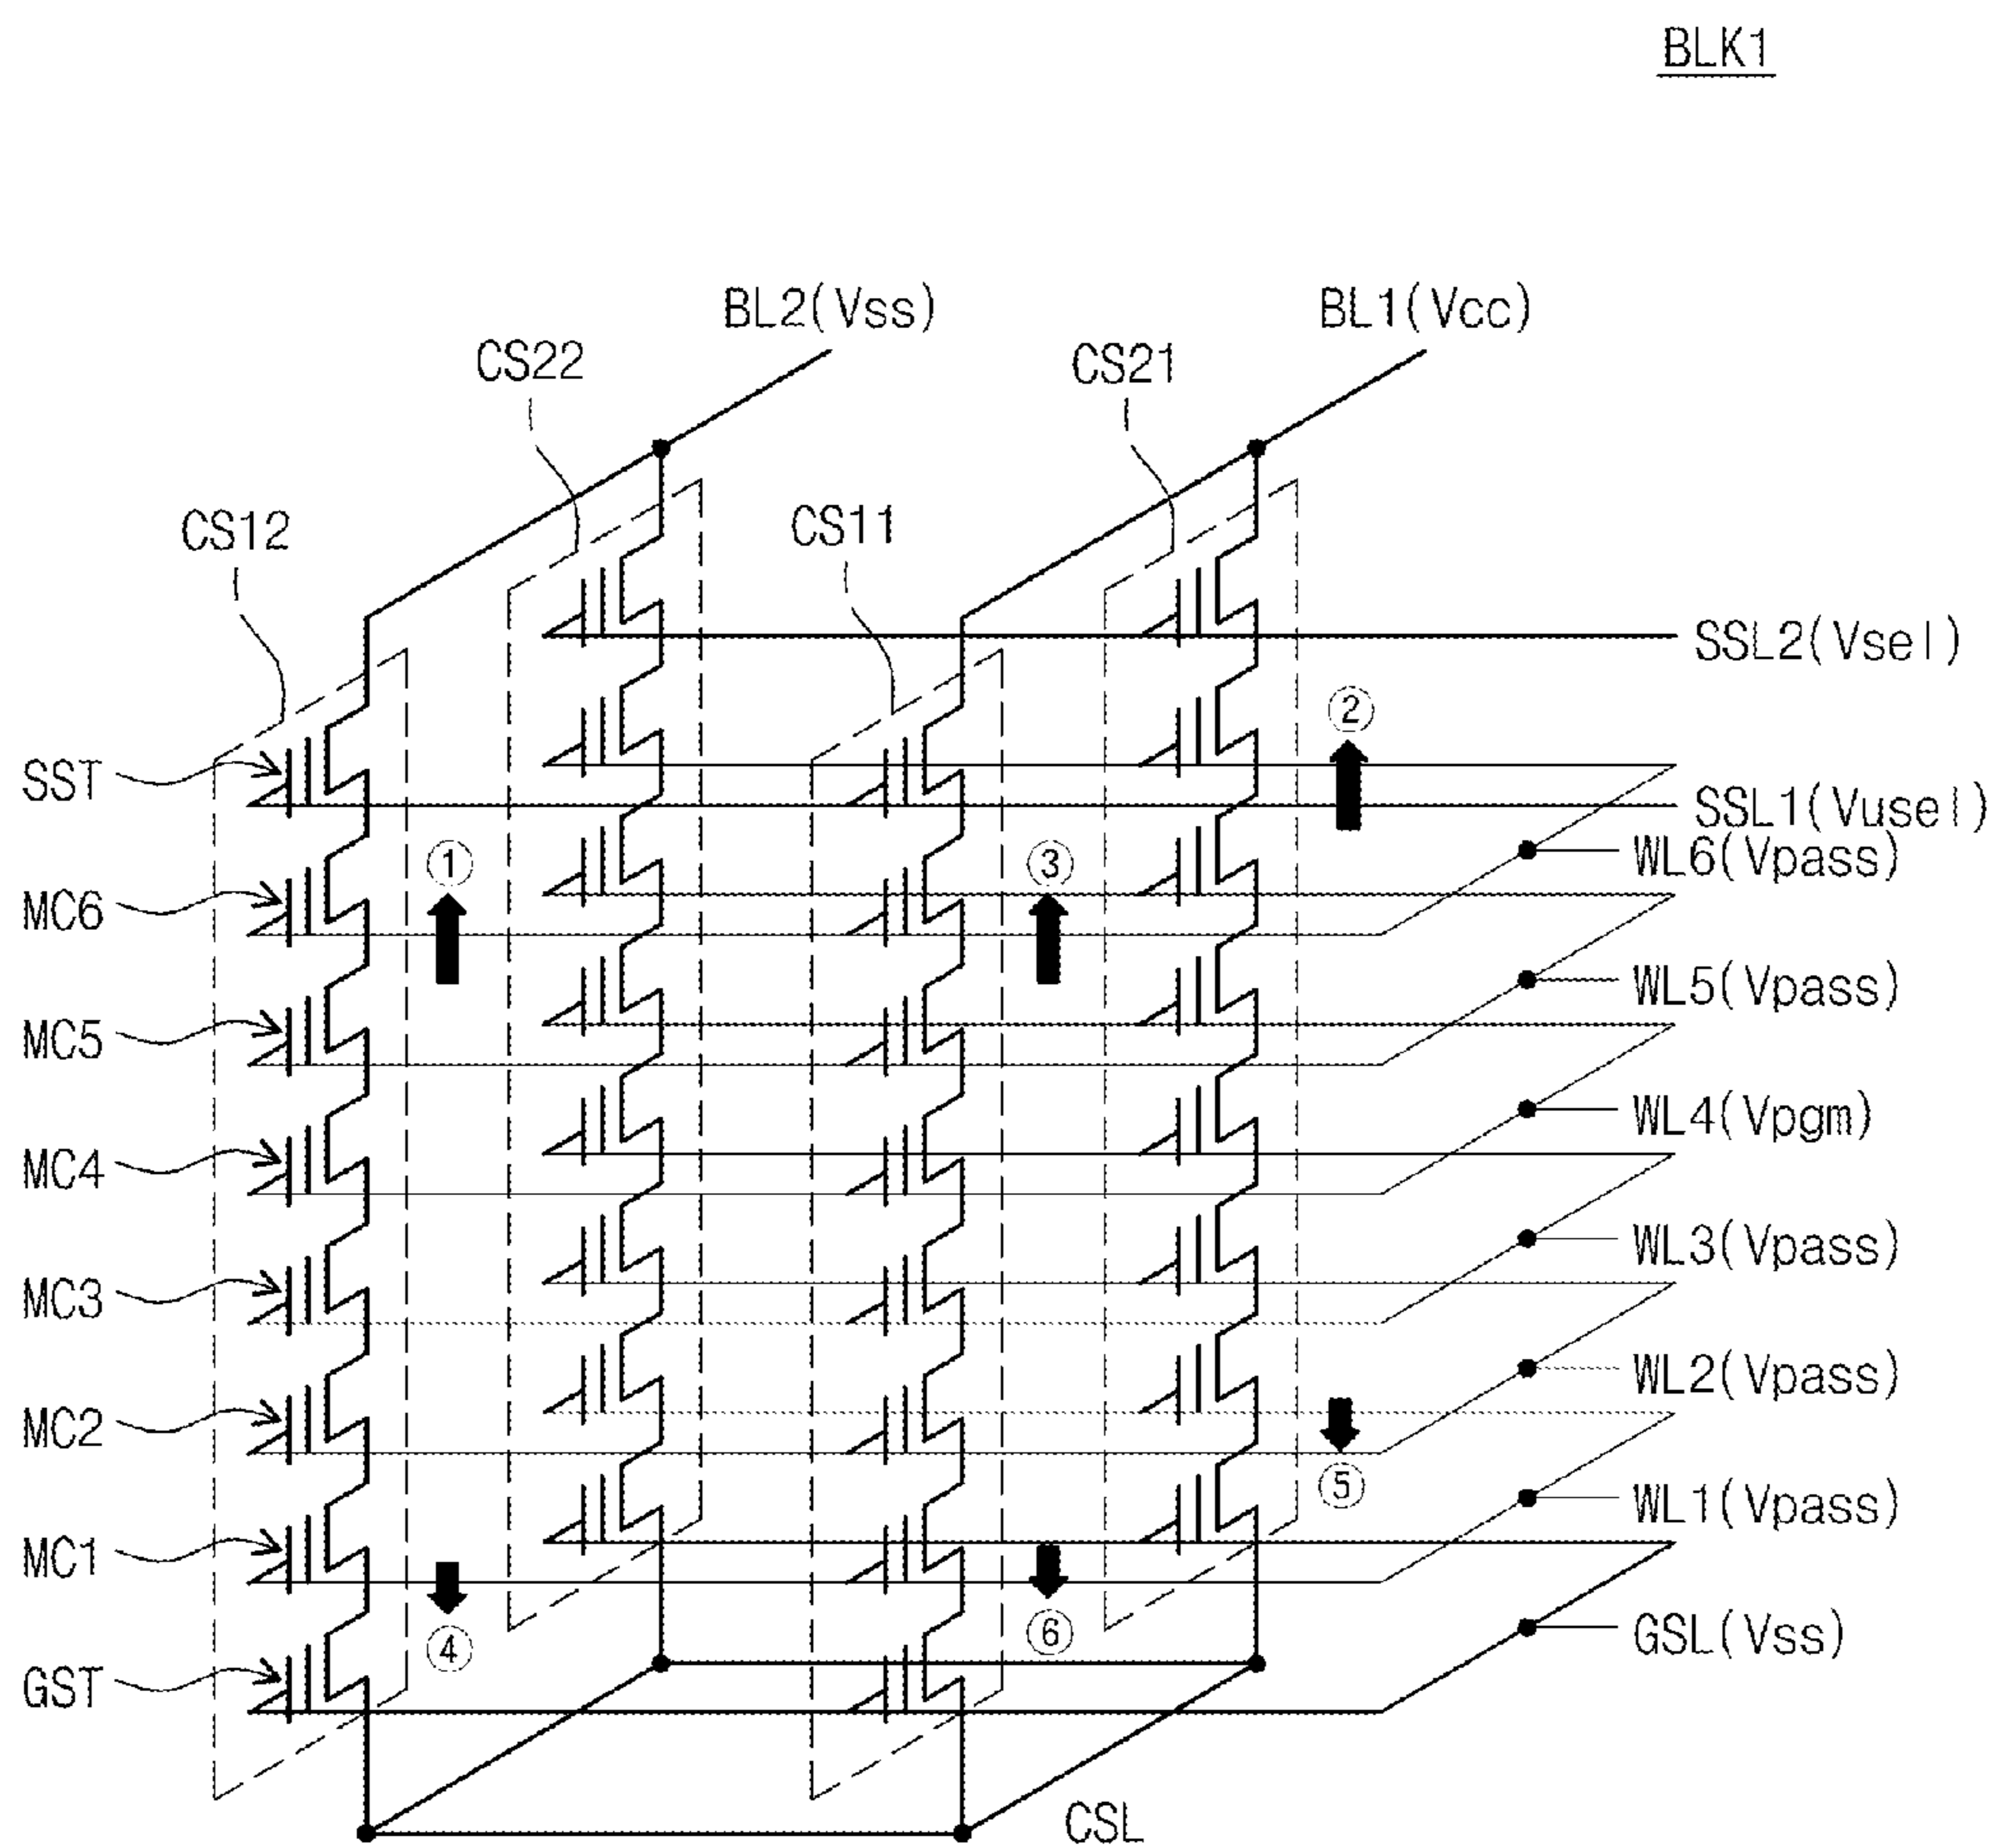 BLK1
BL2(Vss)
BL1(Vcc)
CS22
CS21
CS12
CS11
SSL2(Vsel)
②
SST
SSL1(Vusel)
①
③
WL6(Vpass)
MC6
WL5(Vpass)
MC5
WL4(Vpgm)
MC4
WL3(Vpass)
MC3
WL2(Vpass)
MC2
⑤
WL1(Vpass)
MC1
④
⑥
GSL(Vss)
GST
CSL